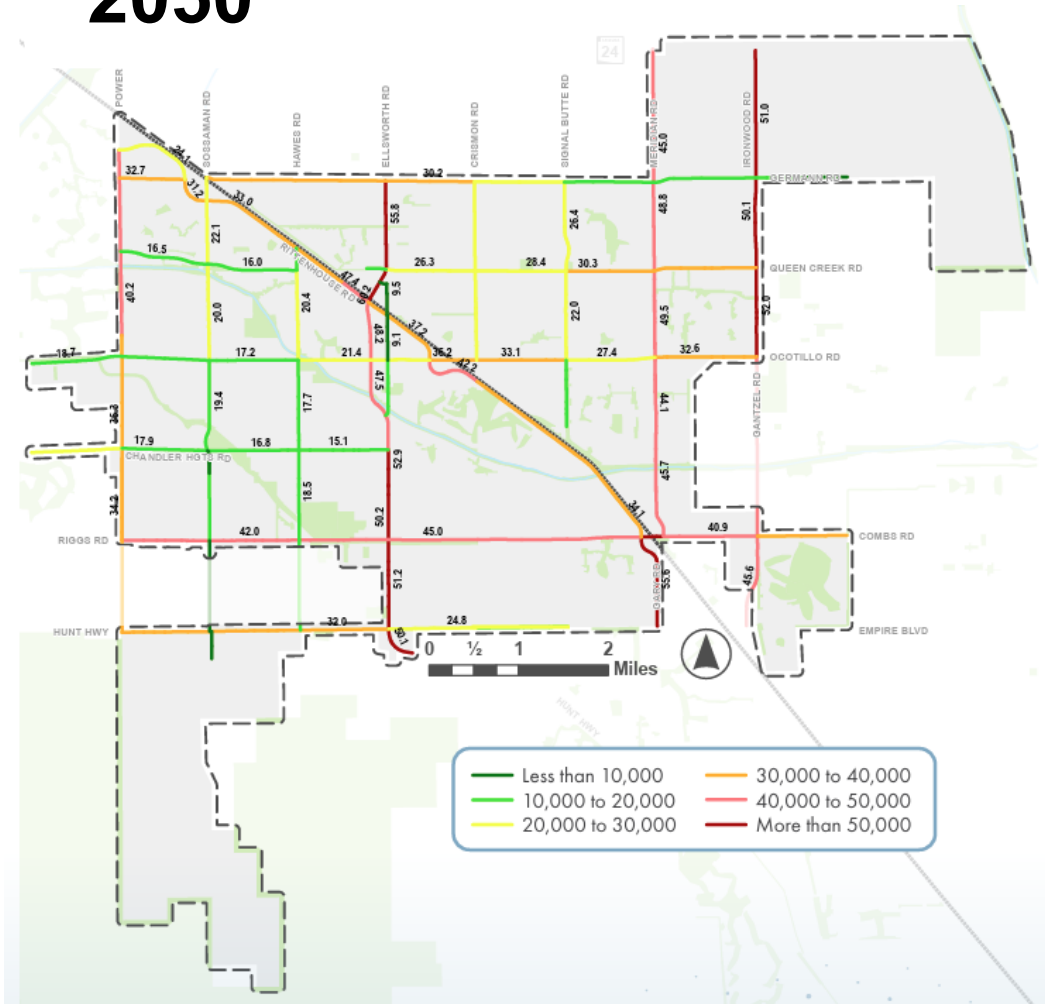 2050
24
POWER
SOSSAMAN RD
HAWES RD
ELLSWORTH RD
CRISMON RD
SIGNAL BUTTE RD
MERIDIAN RD
IRONWOOD RD
51.0
45.0
24.1
32.7
31.2
33.0
30.2
GERMANN RD
48.8
50.1
55.8
26.4
22.1
16.5
16.0
RITTENHOUSE RD
47.4
26.3
28.4
30.3
QUEEN CREEK RD
40.2
20.0
20.4
9.5
37.2
22.0
49.5
52.0
48.2
9.1
18.7
17.2
21.4
36.2
33.1
27.4
32.6
OCOTILLO RD
42.2
47.5
19.4
17.7
44.1
GANTZEL RD
17.9
16.8
15.1
CHANDLER HGTS RD
52.9
45.7
18.5
34.2
50.2
34.1
RIGGS RD
42.0
45.0
40.9
COMBS RD
51.2
GARY RD
55.6
45.6
HUNT HWY
32.0
24.8
50.1
EMPIRE BLVD
0 ½ 1 2
Miles
HUNT HWY
Less than 10,000
30,000 to 40,000
10,000 to 20,000
40,000 to 50,000
20,000 to 30,000
More than 50,000